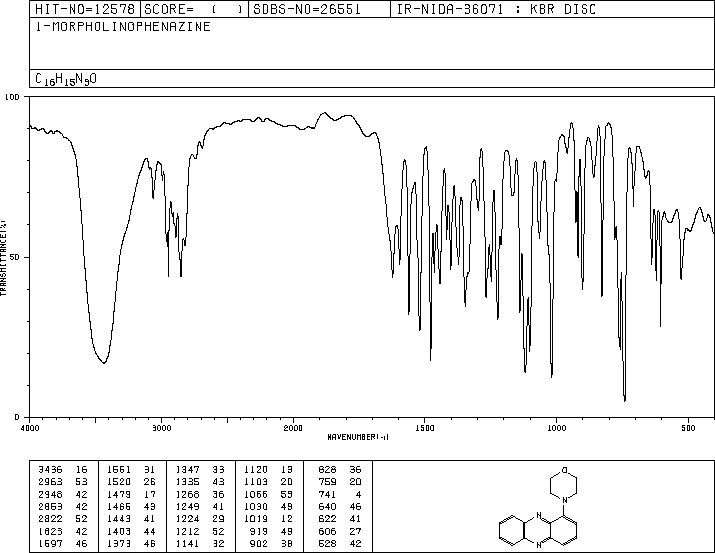 HIT-NO=12578 SCORE= ( ) SDBS-NO=26551 IR-NIDA-36071 : KBR DISC
1-MORPHOLINOPHENAZINE
C16H15N3O
100
50
0
TRANSMITTANCE(%)
4000 3000 2000 1500 1000 500
WAVENUMBER(-1)
3436 16 1561 31 1347 33 1120 13 828 36
2963 53 1520 26 1335 43 1103 20 759 20
2948 42 1479 17 1268 36 1066 53 741 4
2853 42 1466 43 1249 41 1030 49 640 46
2822 52 1443 41 1224 29 1019 12 622 41
1623 42 1403 44 1212 52 919 49 606 27
1597 46 1373 46 1141 32 902 38 528 42
O
N
N
N